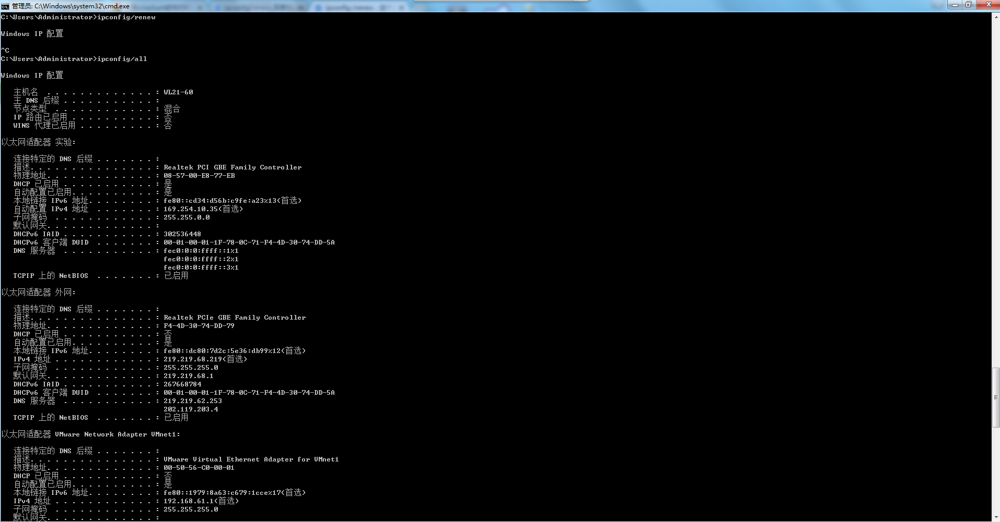 管理员: C:\Windows\system32\cmd.exe
C:\Users\Administrator>ipconfig/renew
Windows IP 配置
^C
C:\Users\Administrator>ipconfig/all
Windows IP 配置
主机名 . . . . . . . . . . . . . : WL21-60
主 DNS 后缀 . . . . . . . . . . . :
节点类型 . . . . . . . . . . . . : 混合
IP 路由已启用 . . . . . . . . . . : 否
WINS 代理已启用 . . . . . . . . . : 否
以太网适配器 实验:
连接特定的 DNS 后缀 . . . . . . . :
描述. . . . . . . . . . . . . . . : Realtek PCI GBE Family Controller
物理地址. . . . . . . . . . . . . : 08-57-00-E8-77-EB
DHCP 已启用 . . . . . . . . . . . : 是
自动配置已启用. . . . . . . . . . : 是
本地链接 IPv6 地址. . . . . . . . : fe80::cd34:d56b:c9fe:a23%13(首选)
自动配置 IPv4 地址 . . . . . . . : 169.254.10.35(首选)
子网掩码 . . . . . . . . . . . . : 255.255.0.0
默认网关. . . . . . . . . . . . . :
DHCPv6 IAID . . . . . . . . . . . : 302536448
DHCPv6 客户端 DUID . . . . . . . : 00-01-00-01-1F-78-0C-71-F4-4D-30-74-DD-5A
DNS 服务器 . . . . . . . . . . . : fec0:0:0:ffff::1%1
fec0:0:0:ffff::2%1
fec0:0:0:ffff::3%1
TCPIP 上的 NetBIOS . . . . . . . : 已启用
以太网适配器 外网:
连接特定的 DNS 后缀 . . . . . . . :
描述. . . . . . . . . . . . . . . : Realtek PCIe GBE Family Controller
物理地址. . . . . . . . . . . . . : F4-4D-30-74-DD-79
DHCP 已启用 . . . . . . . . . . . : 否
自动配置已启用. . . . . . . . . . : 是
本地链接 IPv6 地址. . . . . . . . : fe80::dc80:7d2c:5e36:db99%12(首选)
IPv4 地址 . . . . . . . . . . . . : 219.219.68.219(首选)
子网掩码 . . . . . . . . . . . . : 255.255.255.0
默认网关. . . . . . . . . . . . . : 219.219.68.1
DHCPv6 IAID . . . . . . . . . . . : 267668784
DHCPv6 客户端 DUID . . . . . . . : 00-01-00-01-1F-78-0C-71-F4-4D-30-74-DD-5A
DNS 服务器 . . . . . . . . . . . : 219.219.62.253
202.119.203.4
TCPIP 上的 NetBIOS . . . . . . . : 已启用
以太网适配器 VMware Network Adapter VMnet1:
连接特定的 DNS 后缀 . . . . . . . :
描述. . . . . . . . . . . . . . . : VMware Virtual Ethernet Adapter for VMnet1
物理地址. . . . . . . . . . . . . : 00-50-56-C0-00-01
DHCP 已启用 . . . . . . . . . . . : 否
自动配置已启用. . . . . . . . . . : 是
本地链接 IPv6 地址. . . . . . . . : fe80::1979:8a63:c679:1cce%17(首选)
IPv4 地址 . . . . . . . . . . . . : 192.168.61.1(首选)
子网掩码 . . . . . . . . . . . . : 255.255.255.0
默认网关. . . . . . . . . . . . . :